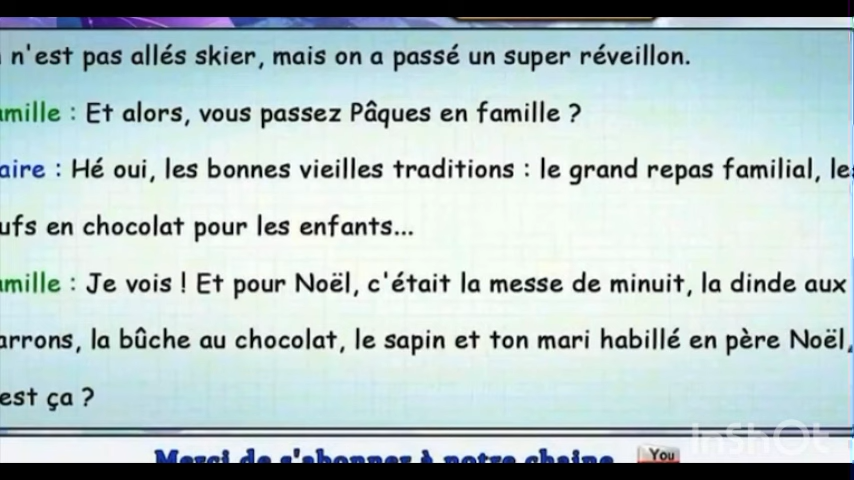 n'est pas allés skier, mais on a passé un super réveillon.
amille : Et alors, vous passez Pâques en famille ?
aire : Hé oui, les bonnes vieilles traditions : le grand repas familial, les
ufs en chocolat pour les enfants...
amille : Je vois ! Et pour Noël, c'était la messe de minuit, la dinde aux
arrons, la bûche au chocolat, le sapin et ton mari habillé en père Noël,
est ça ?
InShOt
Merci de s'abonner à notre chaine
You